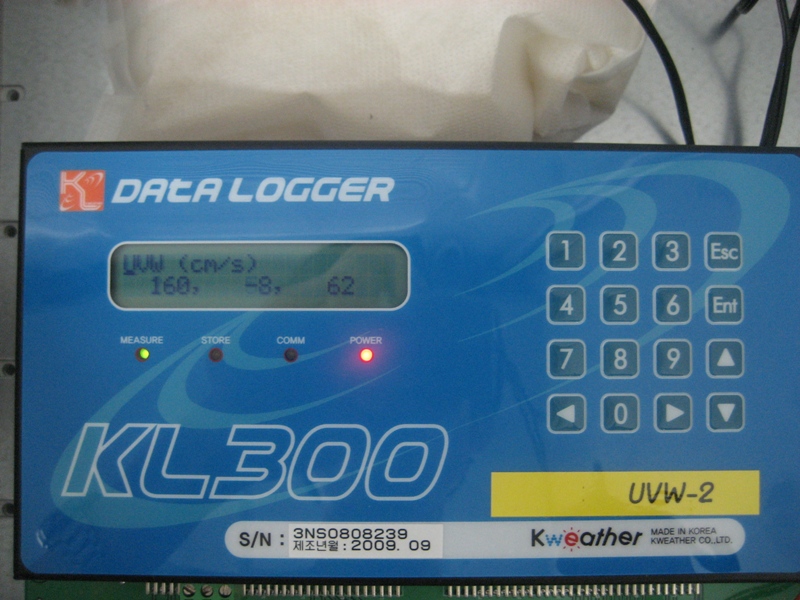 KL DATA LOGGER
UVW (cm/s)
160, -8, 62
MEASURE STORE COMM POWER
1 2 3 Esc
4 5 6 Ent
7 8 9 ▲
◀ 0 ▶ ▼
KL300
UVW-2
S/N : 3NS0808239
제조년월 : 2009. 09
Kweather
MADE IN KOREA
KWEATHER CO.,LTD.